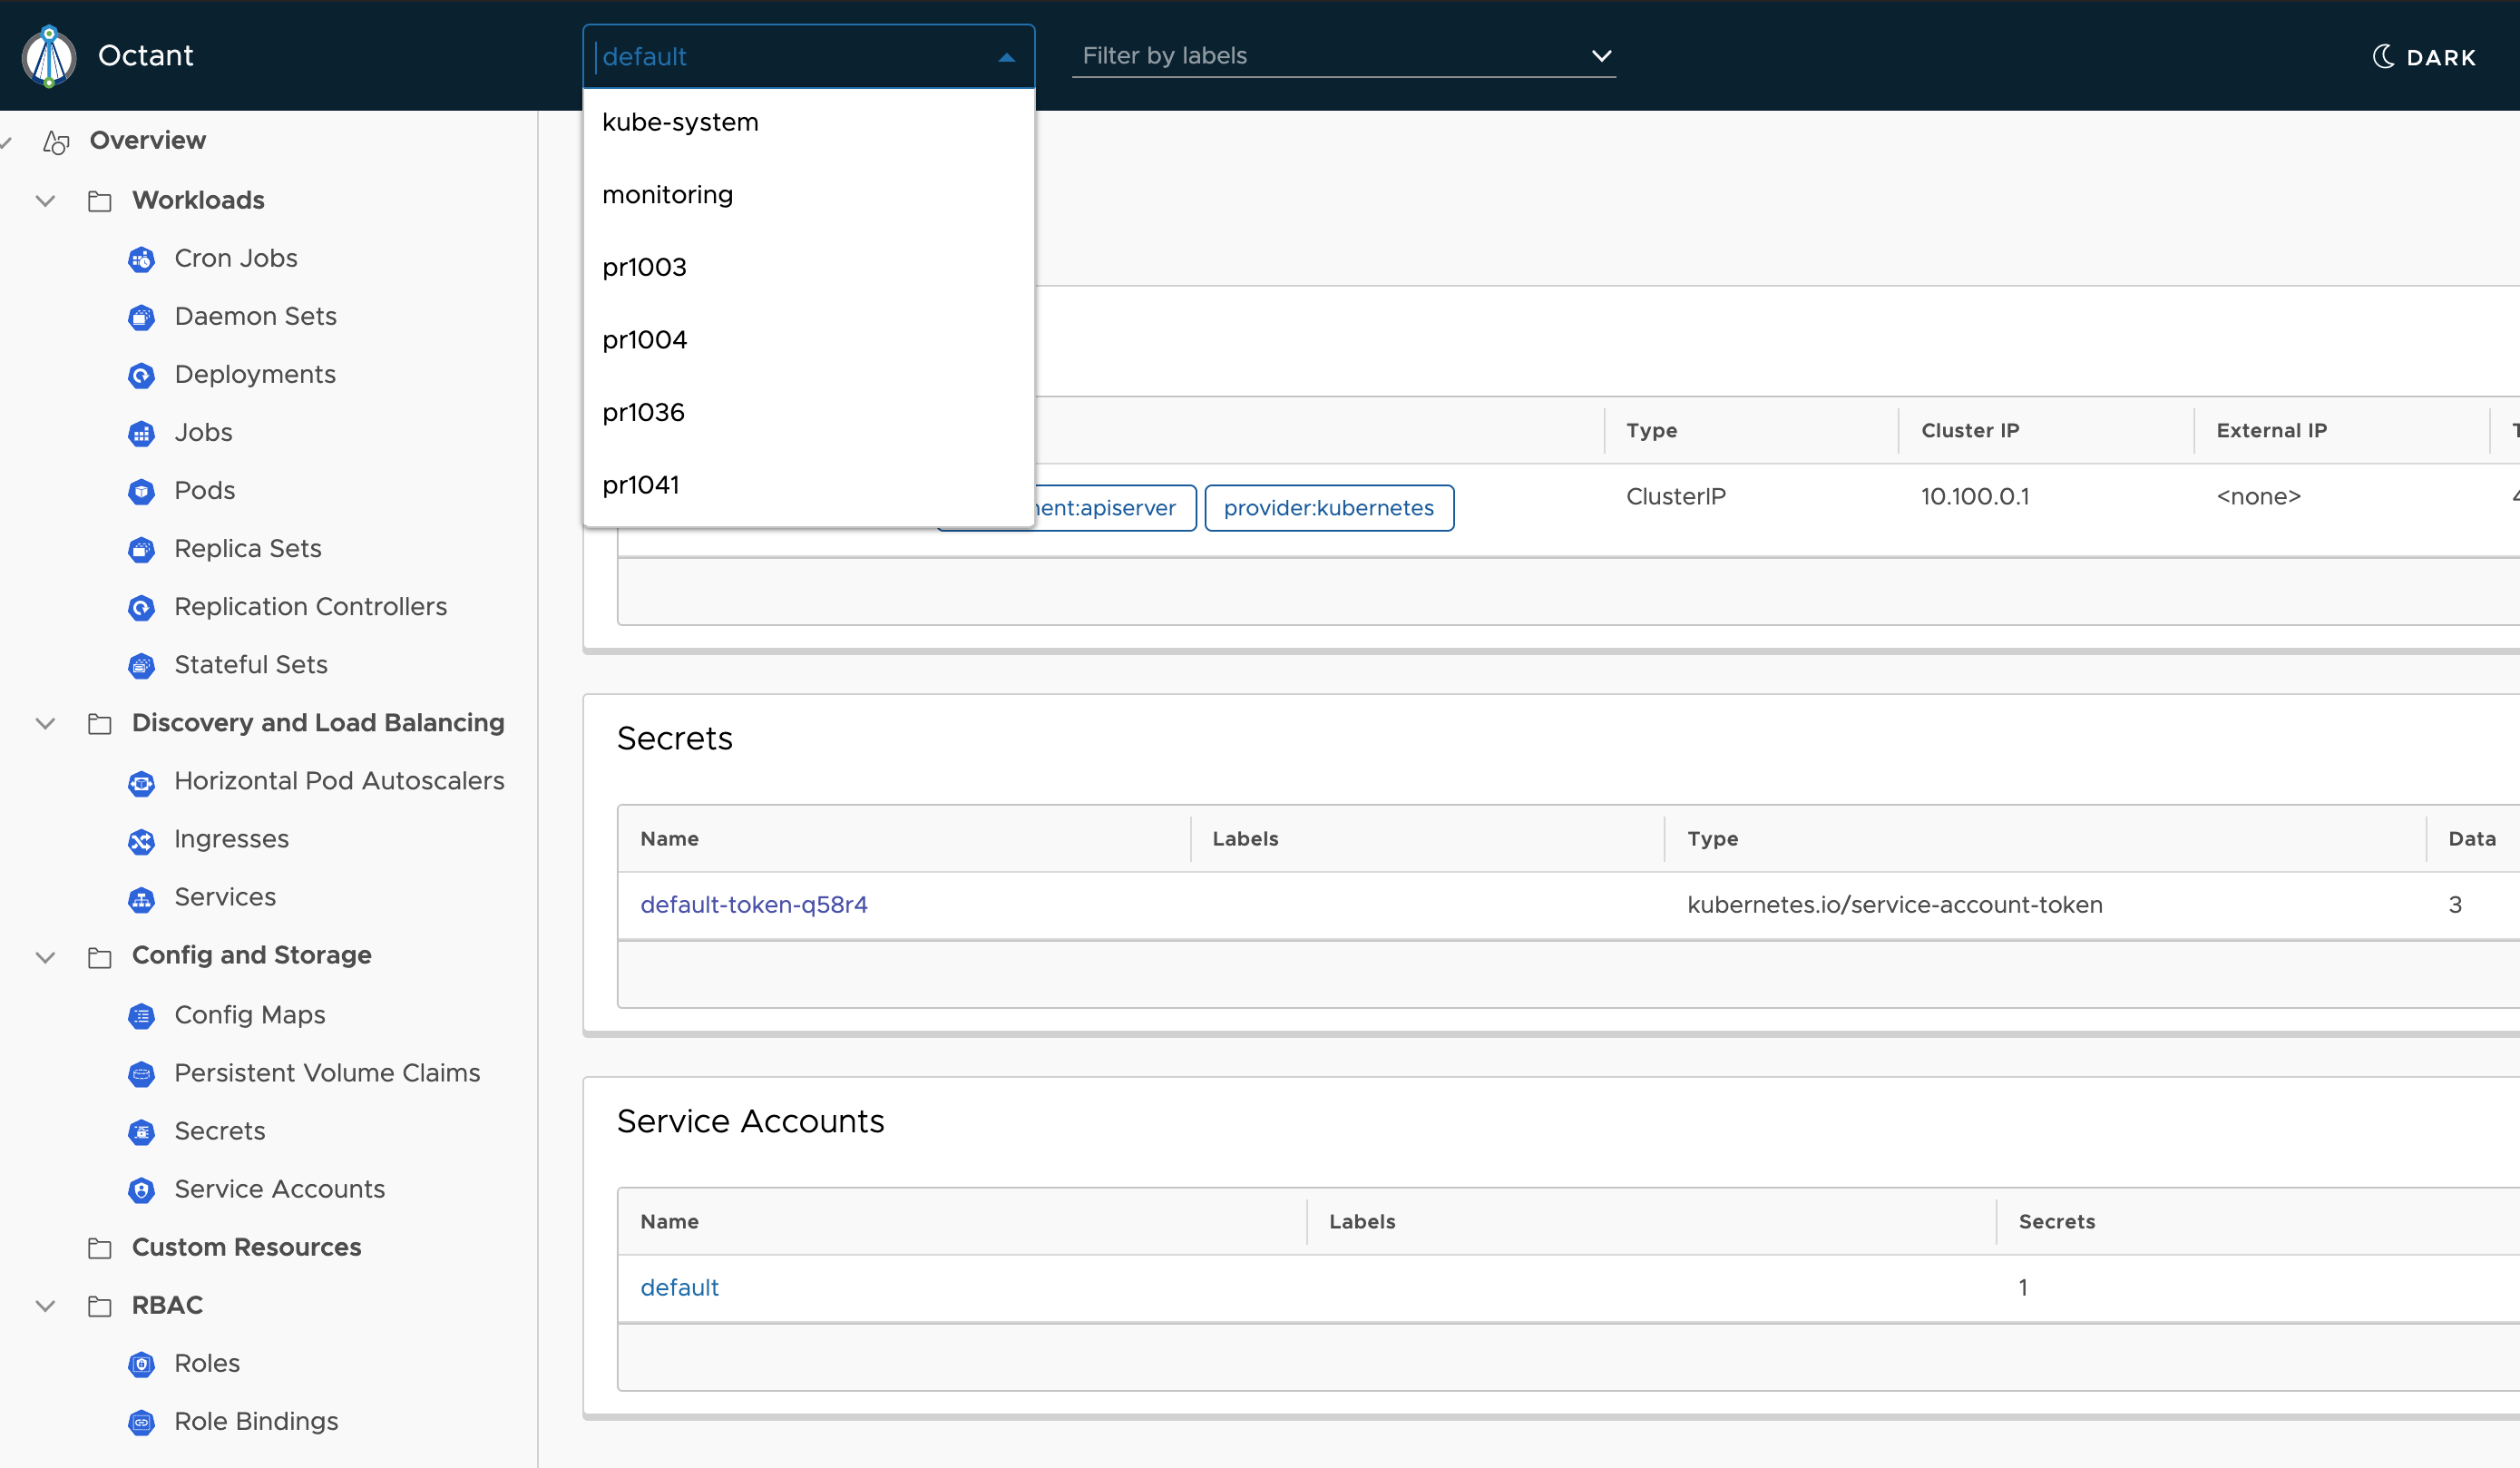 Octant
default
Filter by labels
DARK
kube-system
monitoring
pr1003
pr1004
pr1036
pr1041
Overview
Workloads
Cron Jobs
Daemon Sets
Deployments
Jobs
Pods
Replica Sets
Replication Controllers
Stateful Sets
Discovery and Load Balancing
Horizontal Pod Autoscalers
Ingresses
Services
Config and Storage
Config Maps
Persistent Volume Claims
Secrets
Service Accounts
Custom Resources
RBAC
Roles
Role Bindings
Type Cluster IP External IP
nent:apiserver provider:kubernetes ClusterIP 10.100.0.1 <none>
Secrets
Name Labels Type Data
default-token-q58r4 kubernetes.io/service-account-token 3
Service Accounts
Name Labels Secrets
default 1